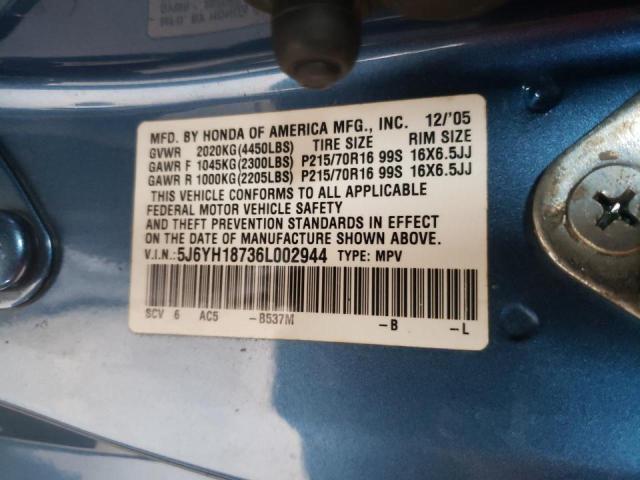 MFD. BY HONDA OF AMERICA MFG., INC. 12/'05
GVWR 2020KG(4450LBS) TIRE SIZE RIM SIZE
GAWR F 1045KG(2300LBS) P215/70R16 99S 16X6.5JJ
GAWR R 1000KG(2205LBS) P215/70R16 99S 16X6.5JJ
THIS VEHICLE CONFORMS TO ALL APPLICABLE
FEDERAL MOTOR VEHICLE SAFETY
AND THEFT PREVENTION STANDARDS IN EFFECT
ON THE DATE OF MANUFACTURE SHOWN ABOVE.
V.I.N.:5J6YH18736L002944 TYPE: MPV
SCV 6 AC5 -B537M -B -L